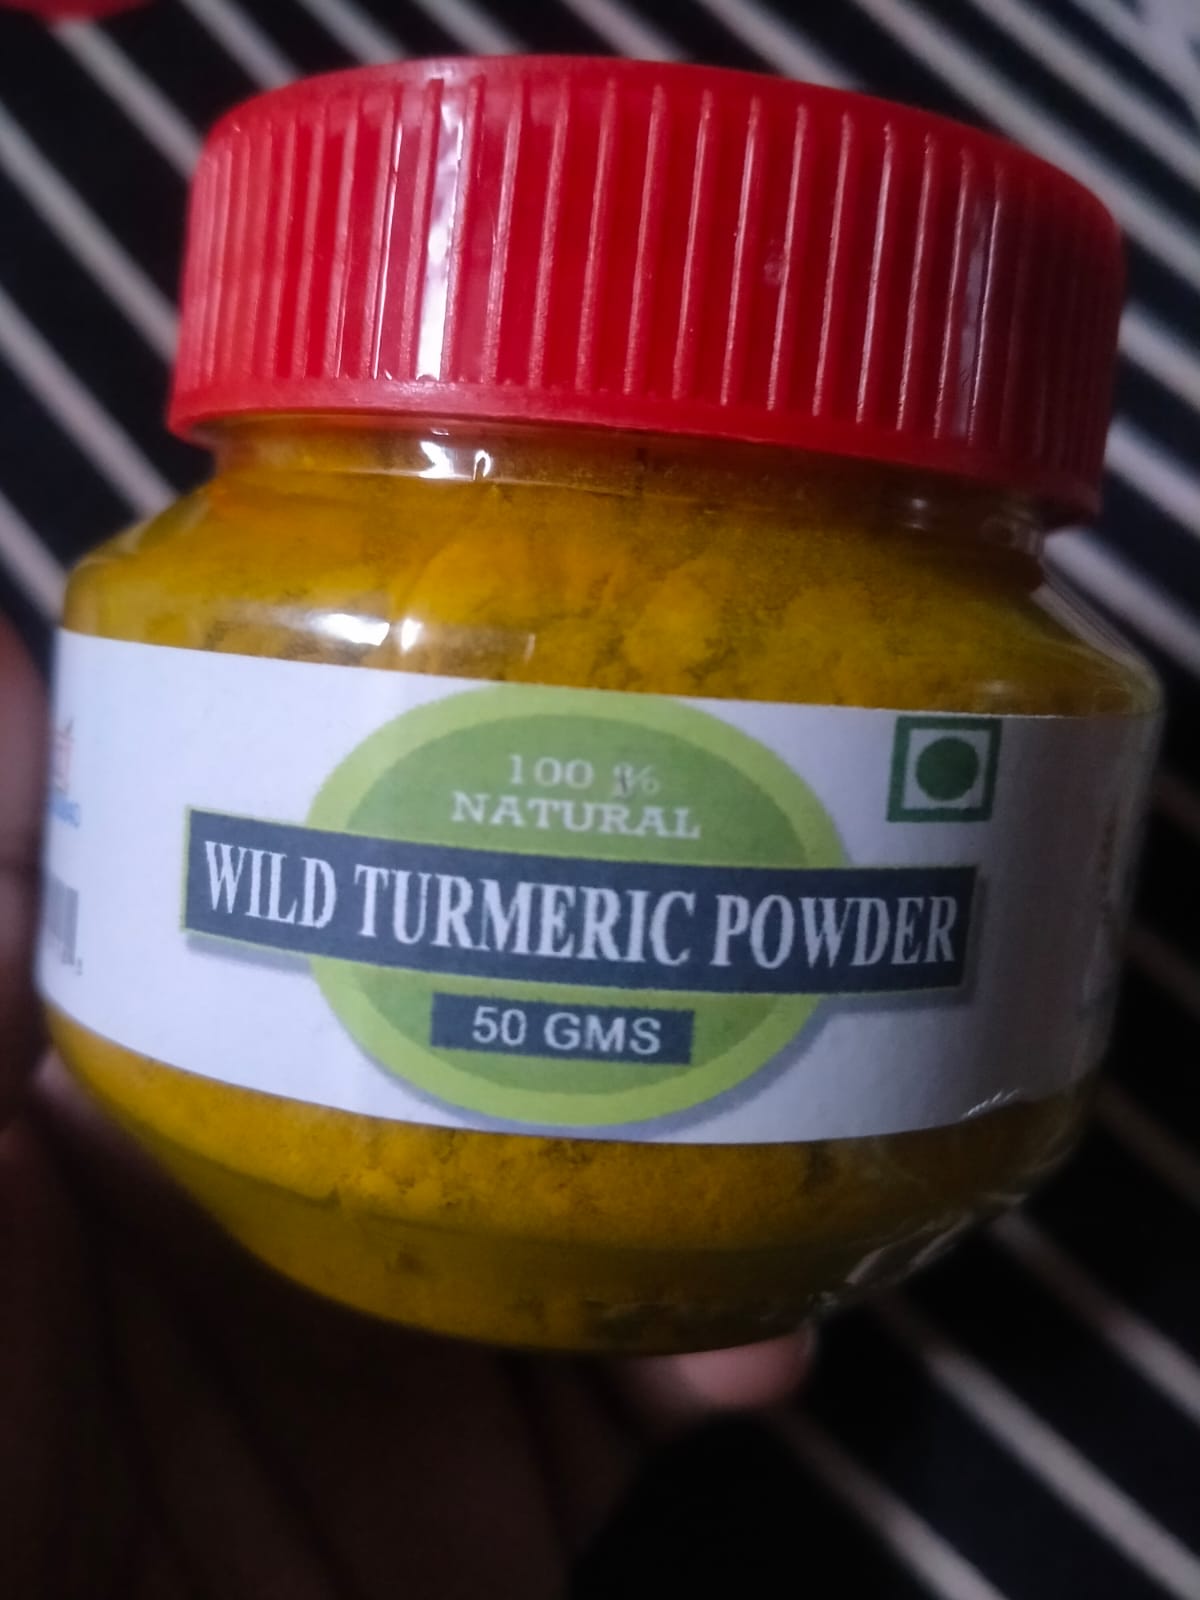 100 %
NATURAL
WILD TURMERIC POWDER
50 GMS